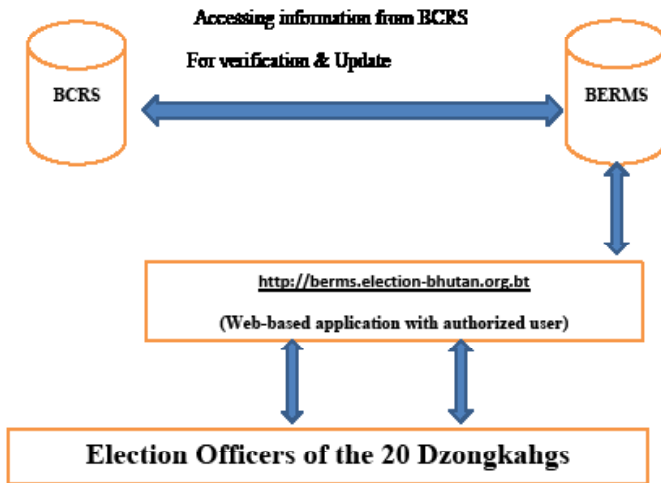 Accessing information from BCRS
For verification & Update
BCRS
BERMS
http://berms.election-bhutan.org.bt
(Web-based application with authorized user)
Election Officers of the 20 Dzongkahgs